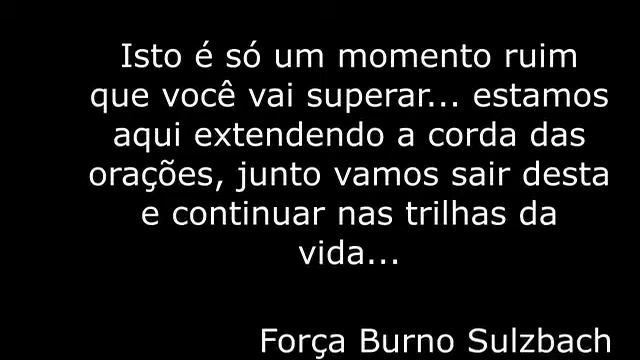 Isto é só um momento ruim
que você vai superar... estamos
aqui extendendo a corda das
orações, junto vamos sair desta
e continuar nas trilhas da
vida...
Força Burno Sulzbach